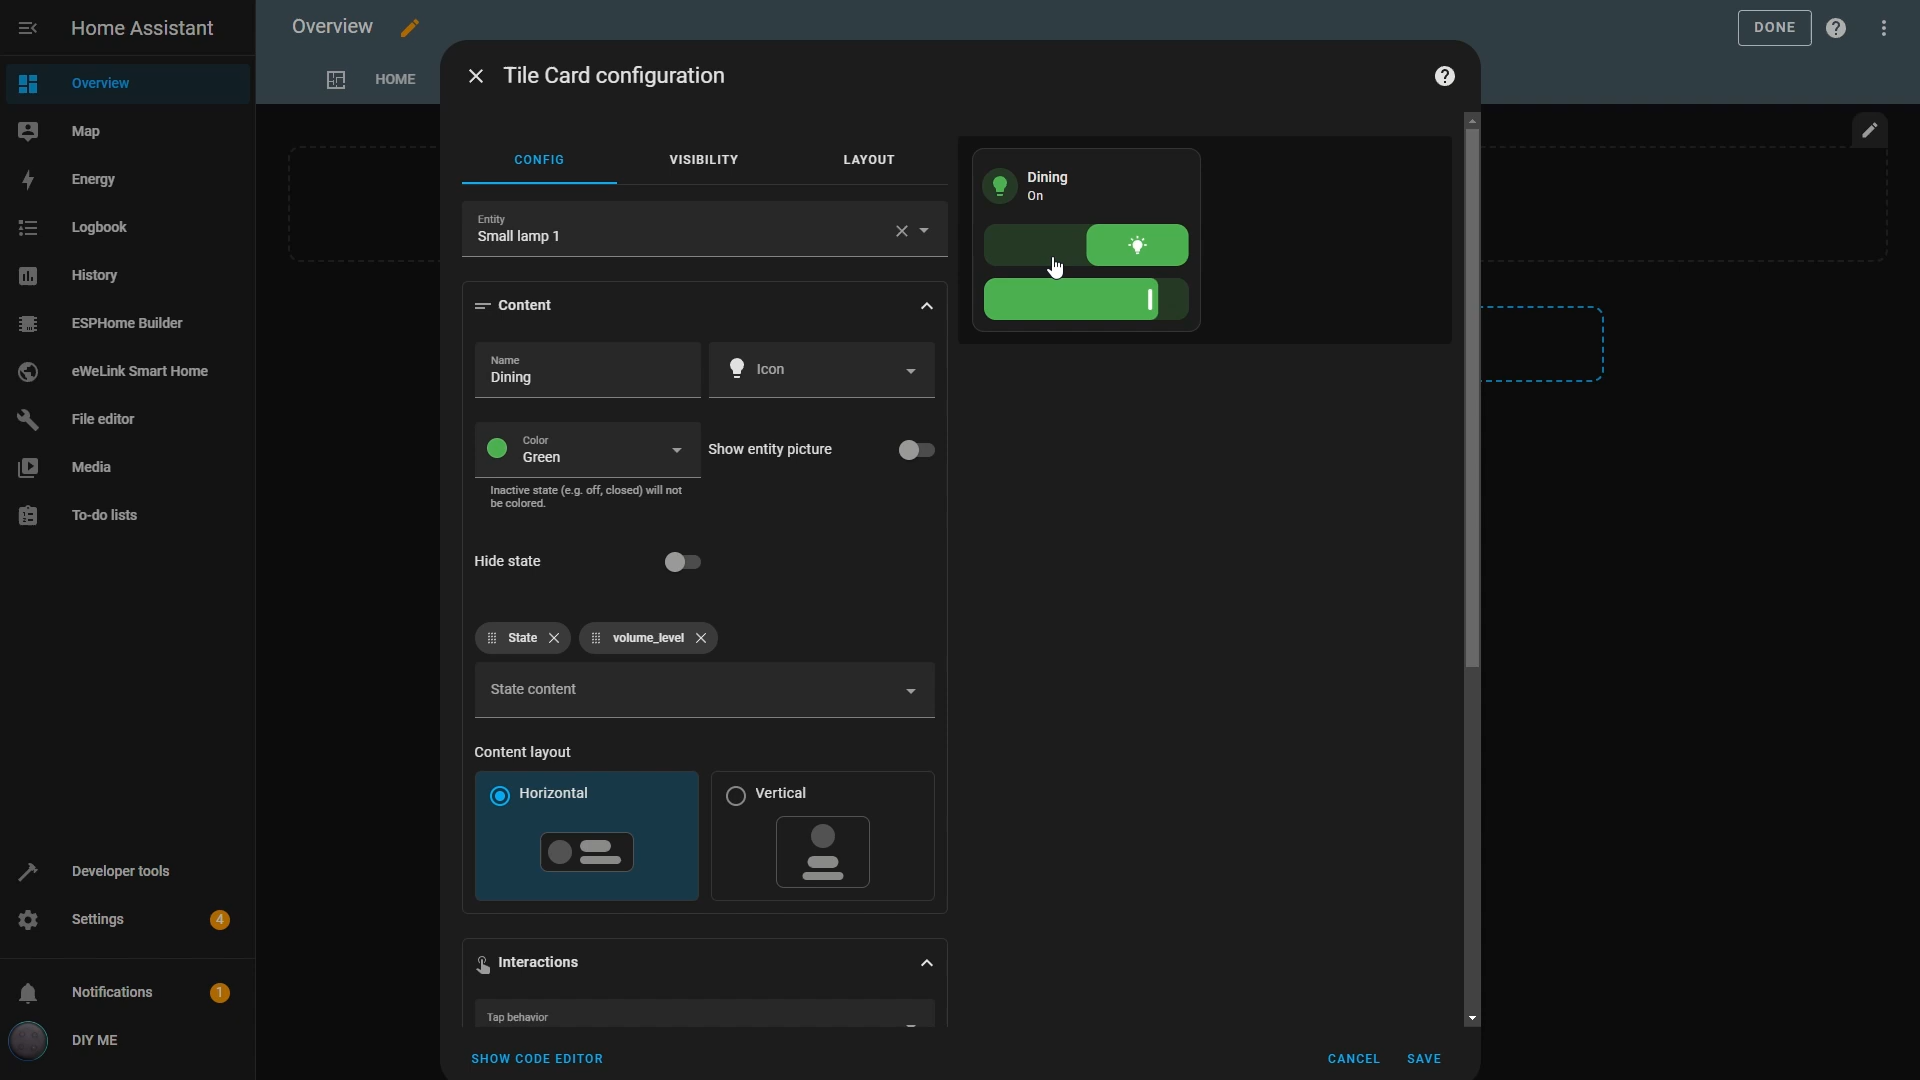 Home Assistant
Overview
Map
Energy
Logbook
History
ESPHome Builder
eWeLink Smart Home
File editor
Media
To-do lists
Developer tools
Settings
4
Notifications
1
DIY ME
Overview
DONE
HOME
Tile Card configuration
CONFIG
VISIBILITY
LAYOUT
Entity
Small lamp 1
Content
Name
Dining
Icon
Color
Green
Show entity picture
Inactive state (e.g. off, closed) will not
be colored.
Hide state
State
volume_level
State content
Content layout
Horizontal
Vertical
Interactions
Tap behavior
Dining
On
SHOW CODE EDITOR
CANCEL
SAVE